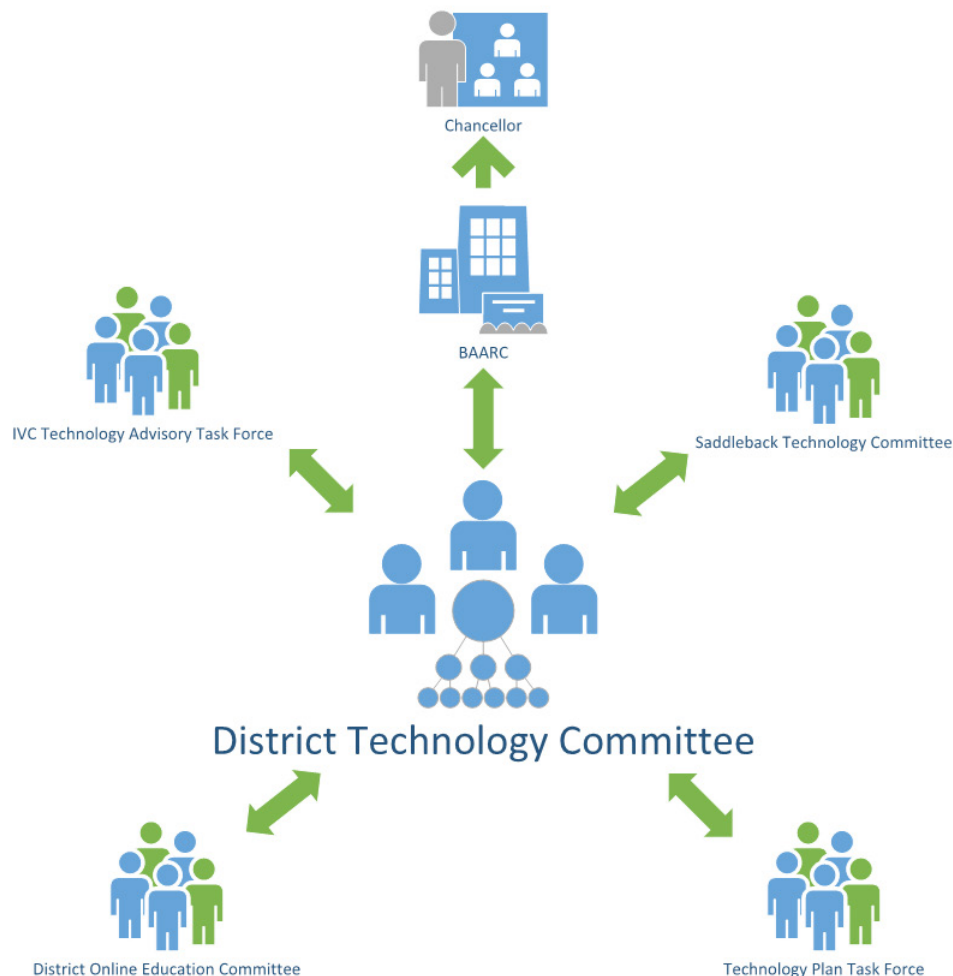 Chancellor
BAARC
IVC Technology Advisory Task Force
Saddleback Technology Committee
District Technology Committee
District Online Education Committee
Technology Plan Task Force